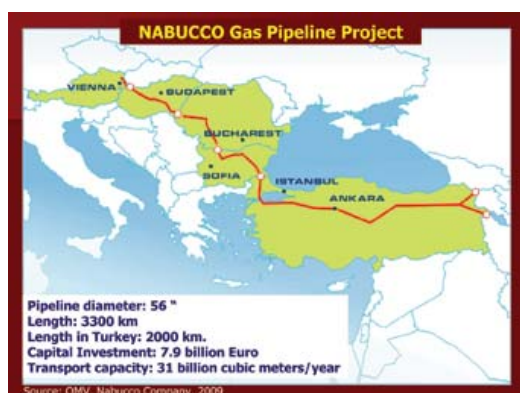 NABUCCO Gas Pipeline Project
VIENNA
BUDAPEST
BUCHAREST
SOFIA
ISTANBUL
ANKARA
Pipeline diameter: 56 "
Length: 3300 km
Length in Turkey: 2000 km.
Capital Investment: 7.9 billion Euro
Transport capacity: 31 billion cubic meters/year
Source: OMV, Nabucco Company, 2009